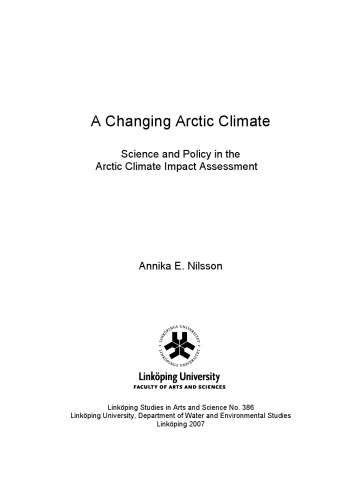 A Changing Arctic Climate
Science and Policy in the
Arctic Climate Impact Assessment
Annika E. Nilsson
LINKÖPINGS UNIVERSITET
Linköping University
FACULTY OF ARTS AND SCIENCES
Linköping Studies in Arts and Science No. 386
Linköping University, Department of Water and Environmental Studies
Linköping 2007